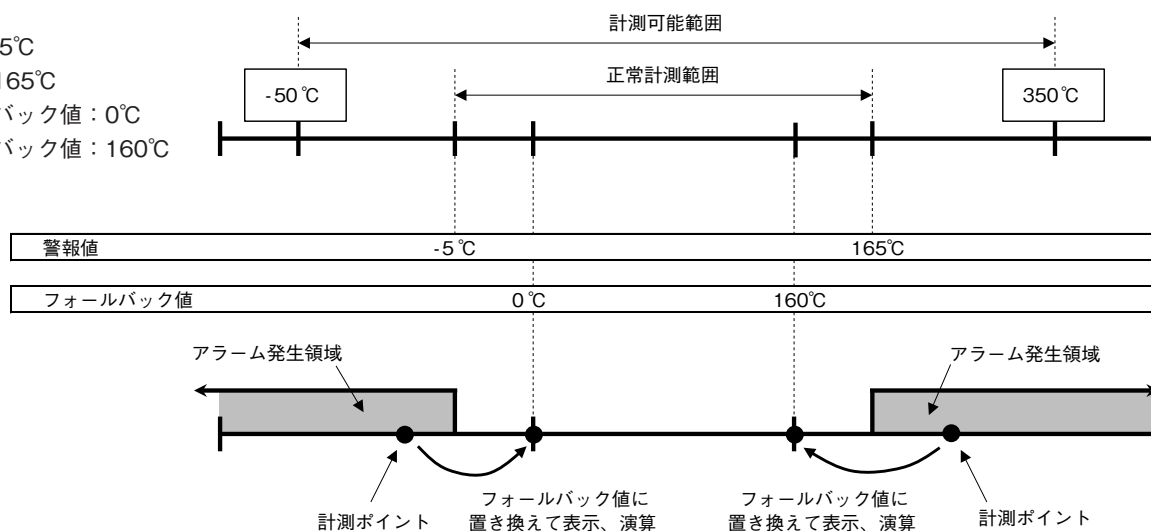 計測可能範囲
5℃
正常計測範囲
165℃
-50℃
350℃
バック値：0℃
バック値：160℃
警報値 -5℃ 165℃
フォールバック値 0℃ 160℃
アラーム発生領域 アラーム発生領域
計測ポイント
フォールバック値に
置き換えて表示、演算
フォールバック値に
置き換えて表示、演算
計測ポイント